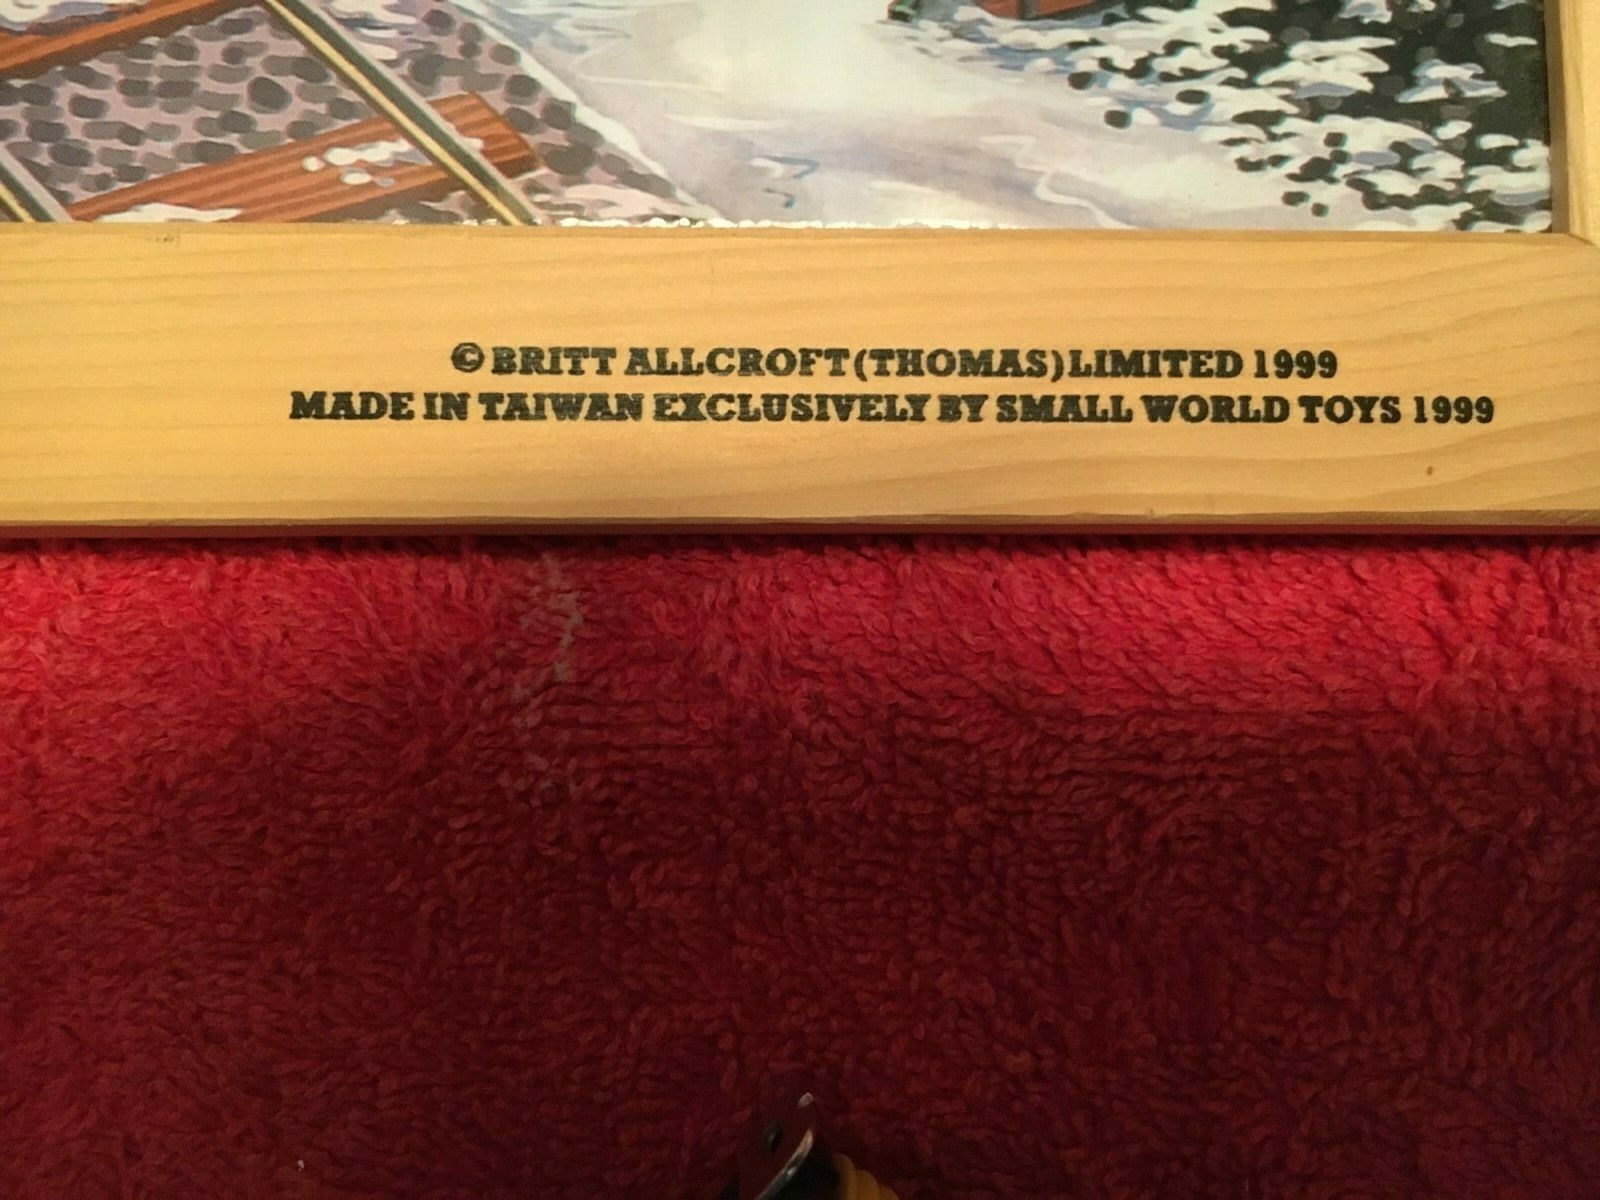 © BRITT ALLCROFT (THOMAS) LIMITED 1999
MADE IN TAIWAN EXCLUSIVELY BY SMALL WORLD TOYS 1999